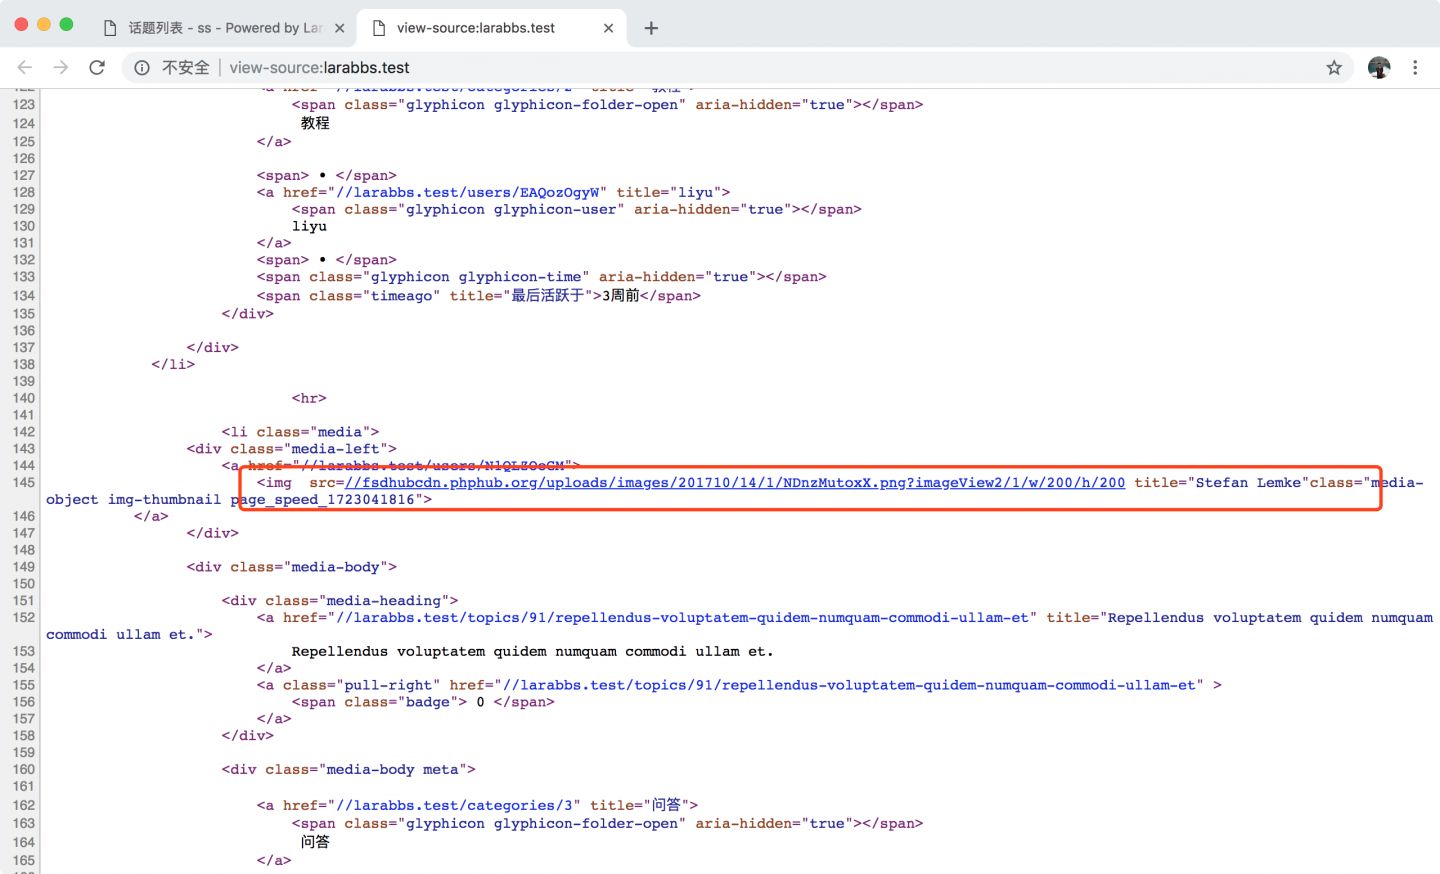 话题列表 - ss - Powered by Lar
view-source:larabbs.test
不安全 | view-source:larabbs.test
122 <a href="//larabbs.test/categories/2" title="教程">
123 <span class="glyphicon glyphicon-folder-open" aria-hidden="true"></span>
124 教程
125 </a>
126
127 <span> • </span>
128 <a href="//larabbs.test/users/EAQozOgyW" title="liyu">
129 <span class="glyphicon glyphicon-user" aria-hidden="true"></span>
130 liyu
131 </a>
132 <span> • </span>
133 <span class="glyphicon glyphicon-time" aria-hidden="true"></span>
134 <span class="timeago" title="最后活跃于">3周前</span>
135 </div>
136
137 </div>
138 </li>
139
140 <hr>
141
142 <li class="media">
143 <div class="media-left">
144 <a href="//larabbs.test/users/
145 <img src=//fsdhubcdn.phphub.org/uploads/images/201710/14/1/NDnzMutoxX.png?imageView2/1/w/200/h/200 title="Stefan Lemke"class="media-
object img-thumbnail page_speed_1723041816">
146 </a>
147 </div>
148
149 <div class="media-body">
150
151 <div class="media-heading">
152 <a href="//larabbs.test/topics/91/repellendus-voluptatem-quidem-numquam-commodi-ullam-et" title="Repellendus voluptatem quidem numquam
commodi ullam et.">
153 Repellendus voluptatem quidem numquam commodi ullam et.
154 </a>
155 <a class="pull-right" href="//larabbs.test/topics/91/repellendus-voluptatem-quidem-numquam-commodi-ullam-et" >
156 <span class="badge"> 0 </span>
157 </a>
158 </div>
159
160 <div class="media-body meta">
161
162 <a href="//larabbs.test/categories/3" title="问答">
163 <span class="glyphicon glyphicon-folder-open" aria-hidden="true"></span>
164 问答
165 </a>